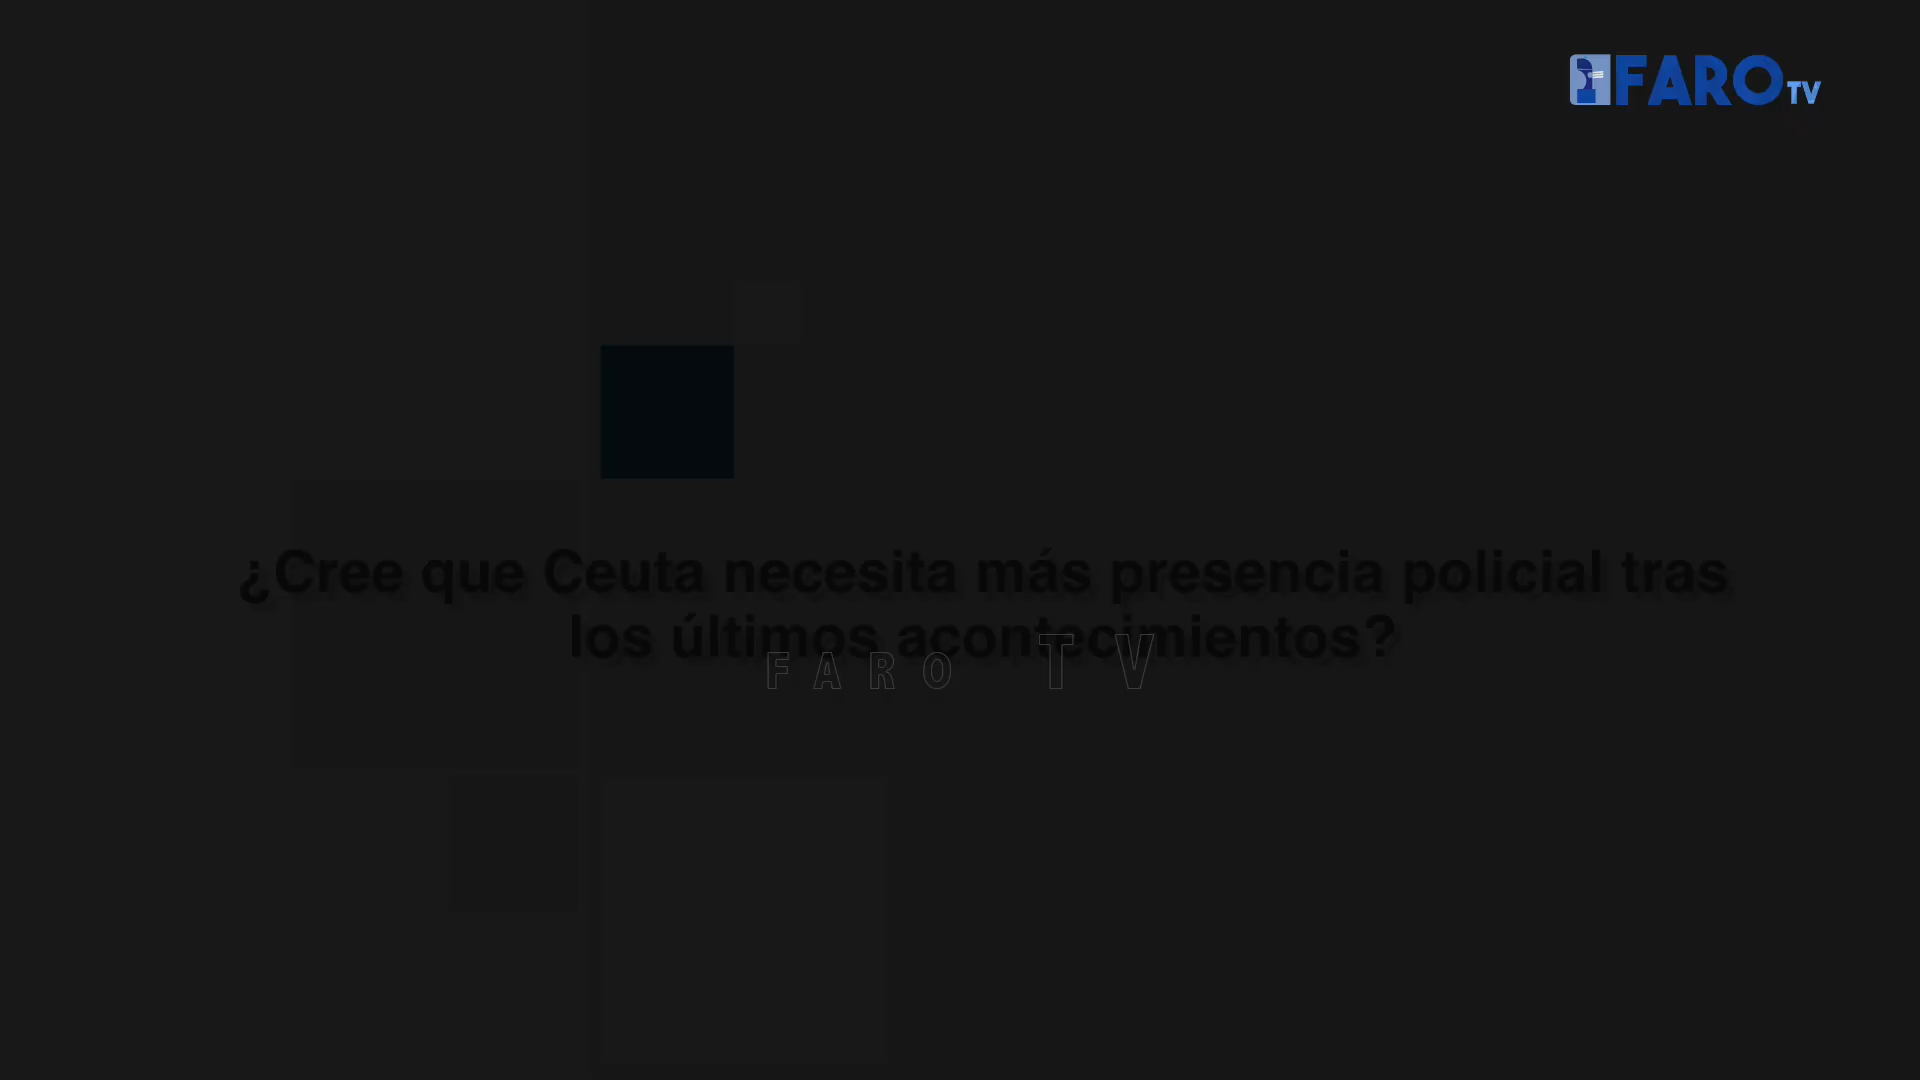 FARO TV
¿Cree que Ceuta necesita más presencia policial tras
los últimos acontecimientos?
FARO TV